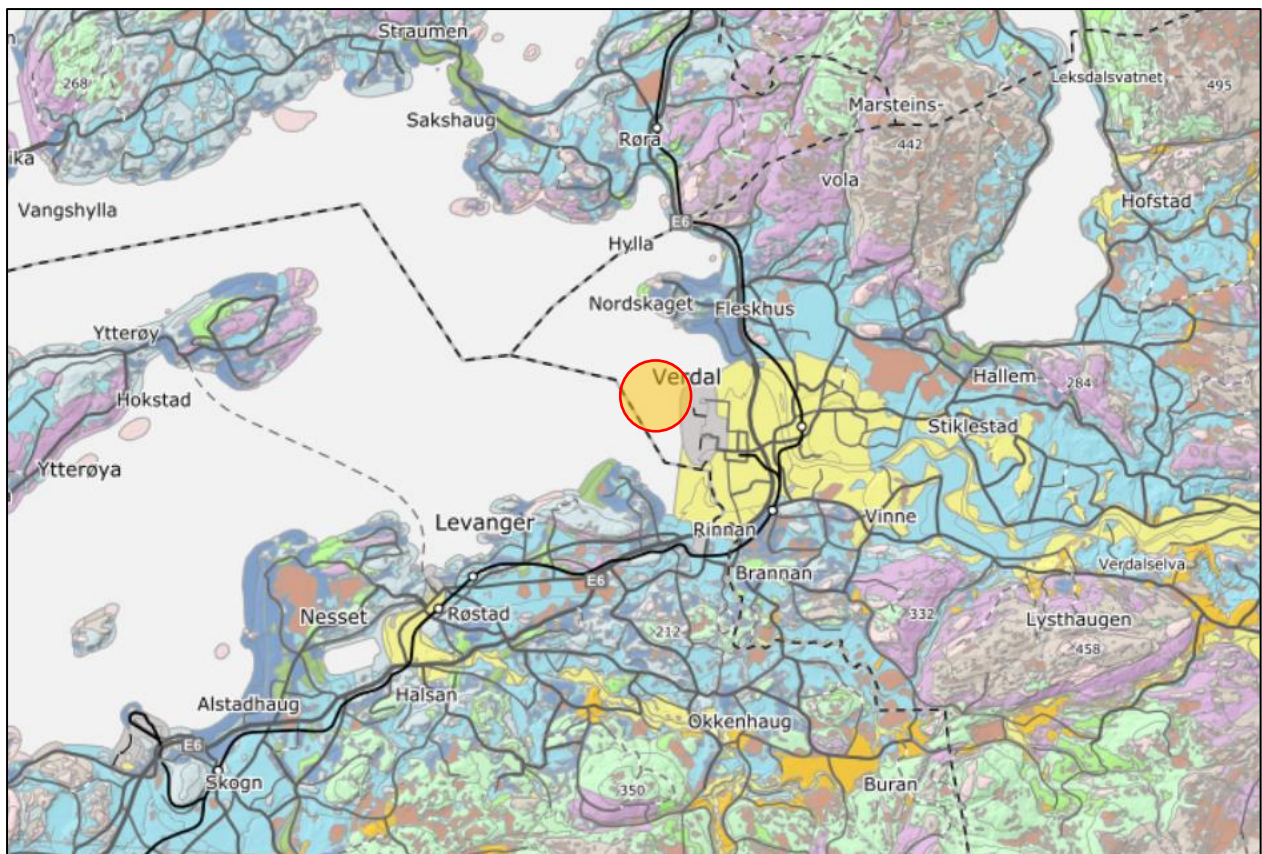 Straumen
268
Leksdalsvatnet
495
Marsteins-
Sakshaug
Røra
442
ika
vola
Hofstad
Vangshylla
E6
Hylla
Nordskaget
Fleskhus
Ytterøy
Verdal
Hallem
284
Hokstad
Stiklestad
Ytterøya
Levanger
Vinne
Rinnan
Verdalselva
Brannan
E6
Nesset
Røstad
212
332
Lysthaugen
458
Alstadhaug
Halsan
Okkenhaug
E6
Skogn
350
Buran